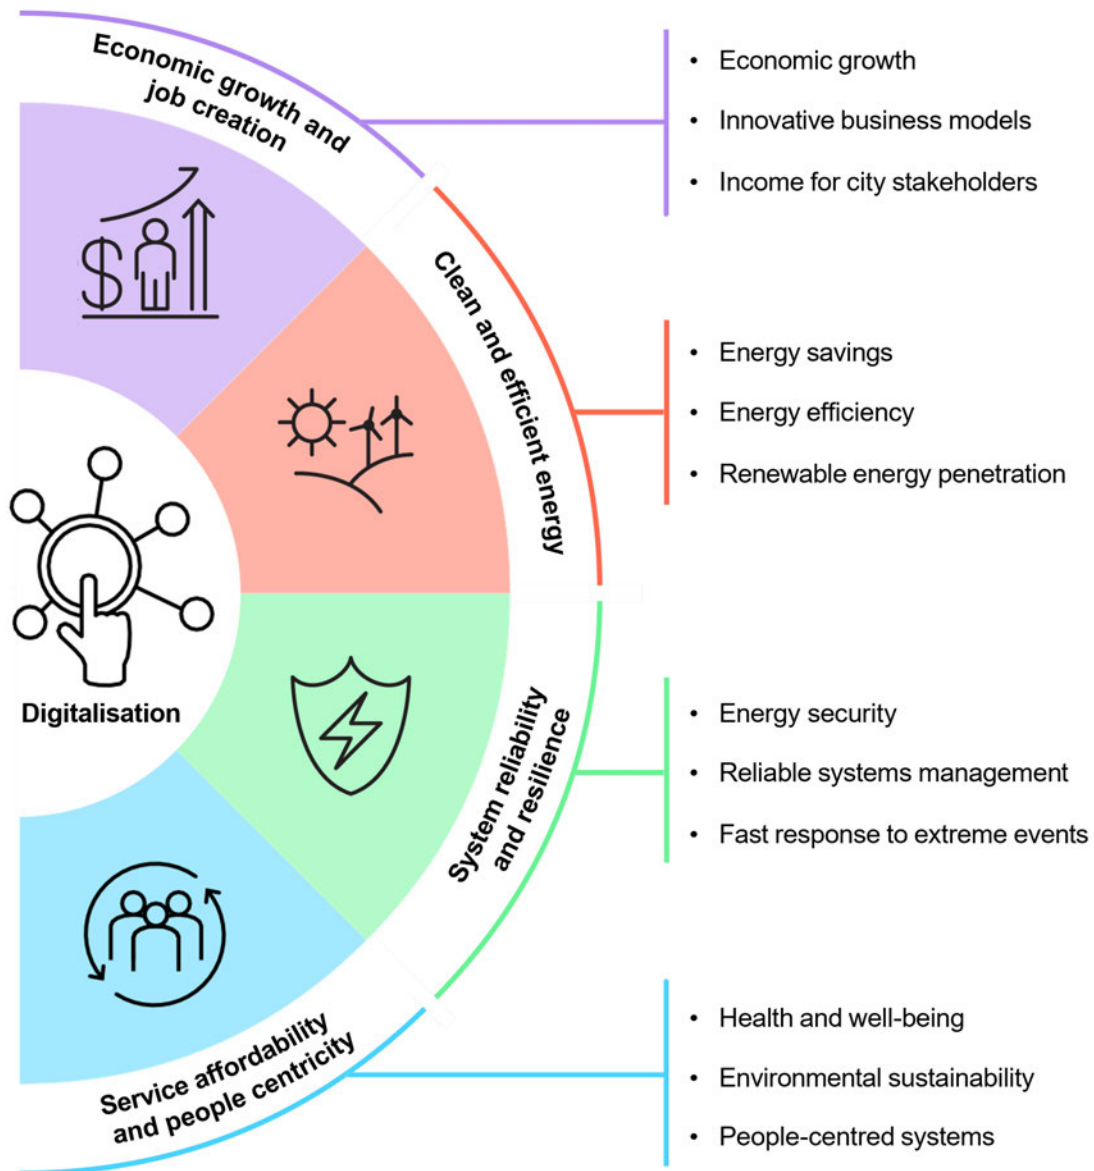 Economic growth and
job creation
• Economic growth
• Innovative business models
• Income for city stakeholders
Clean and efficient energy
• Energy savings
• Energy efficiency
• Renewable energy penetration
Digitalisation
System reliability
and resilience
• Energy security
• Reliable systems management
• Fast response to extreme events
Service affordability
and people centricity
• Health and well-being
• Environmental sustainability
• People-centred systems